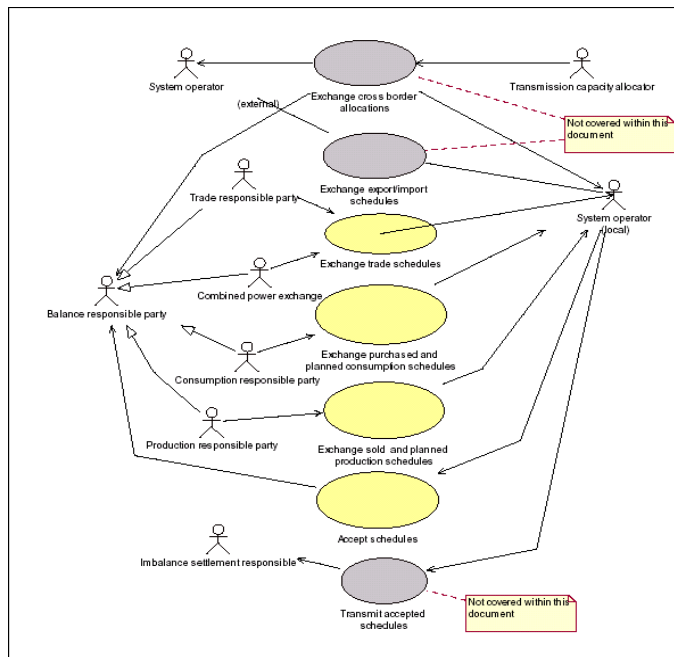 System operator
(external)
Exchange cross border
allocations
Transmission capacity allocator
Not covered within this
document
Exchange export/import
schedules
Trade responsible party
System operator
(local)
Exchange trade schedules
Combined power exchange
Balance responsible party
Exchange purchased and
planned consumption schedules
Consumption responsible party
Exchange sold and planned
production schedules
Production responsible party
Accept schedules
Imbalance settlement responsible
Transmit accepted
schedules
Not covered within this
document